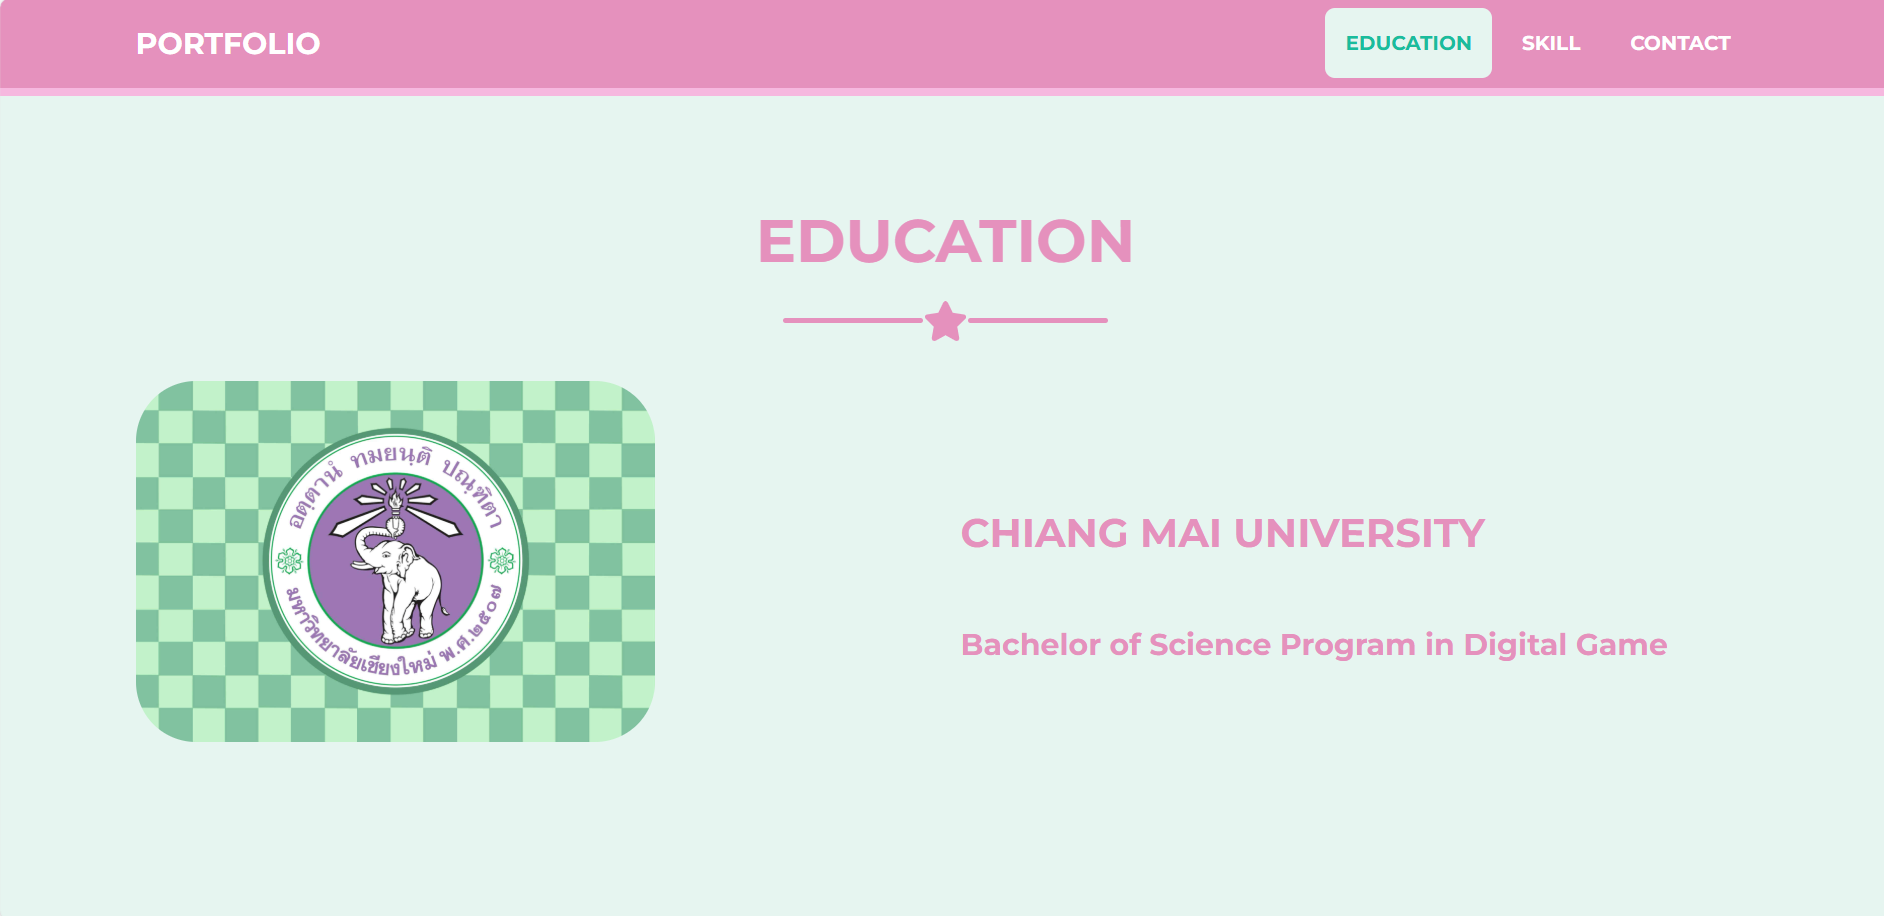 PORTFOLIO
EDUCATION
SKILL
CONTACT
EDUCATION
อตฺตานํ ทมยนฺติ ปณฺฑิตา
มหาวิทยาลัยเชียงใหม่ พ.ศ.๒๕๐๗
CHIANG MAI UNIVERSITY
Bachelor of Science Program in Digital Game